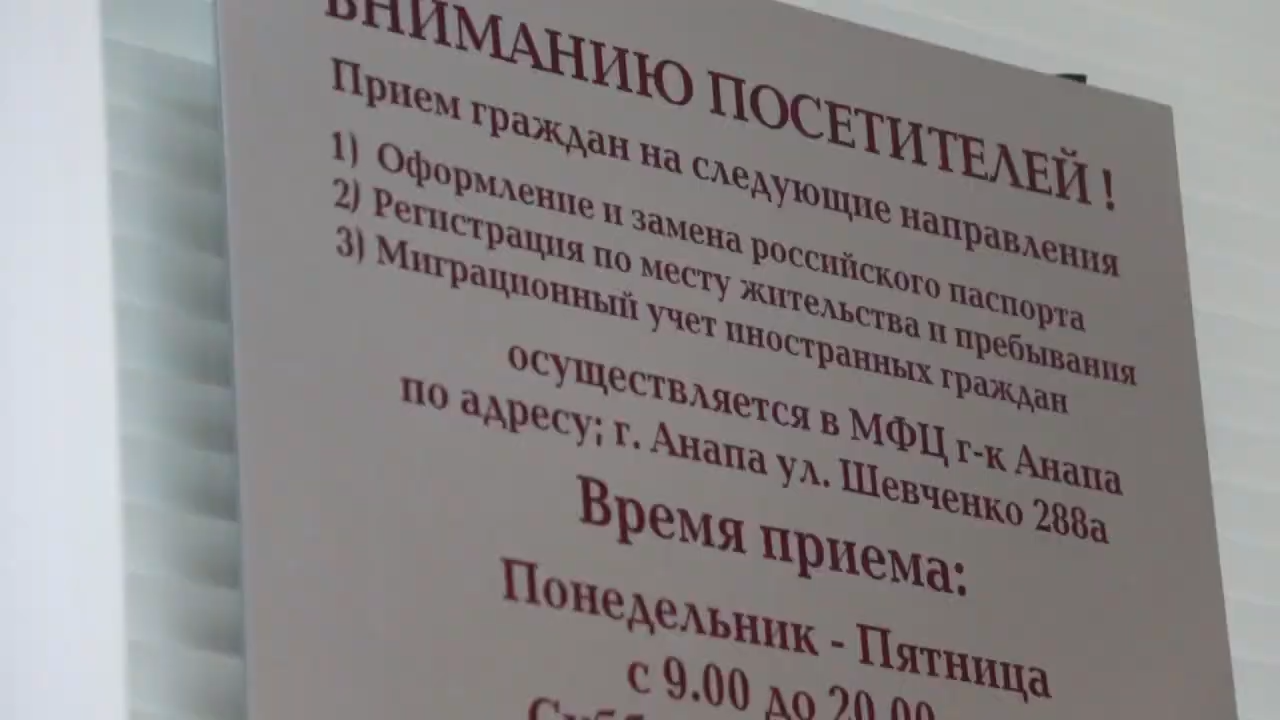 ВНИМАНИЮ ПОСЕТИТЕЛЕЙ !
Прием граждан на следующие направления
1) Оформление и замена российского паспорта
2) Регистрация по месту жительства и пребывания
3) Миграционный учет иностранных граждан
осуществляется в МФЦ г-к Анапа
по адресу; г. Анапа ул. Шевченко 288а
Время приема:
Понедельник - Пятница
с 9.00 до 20.00